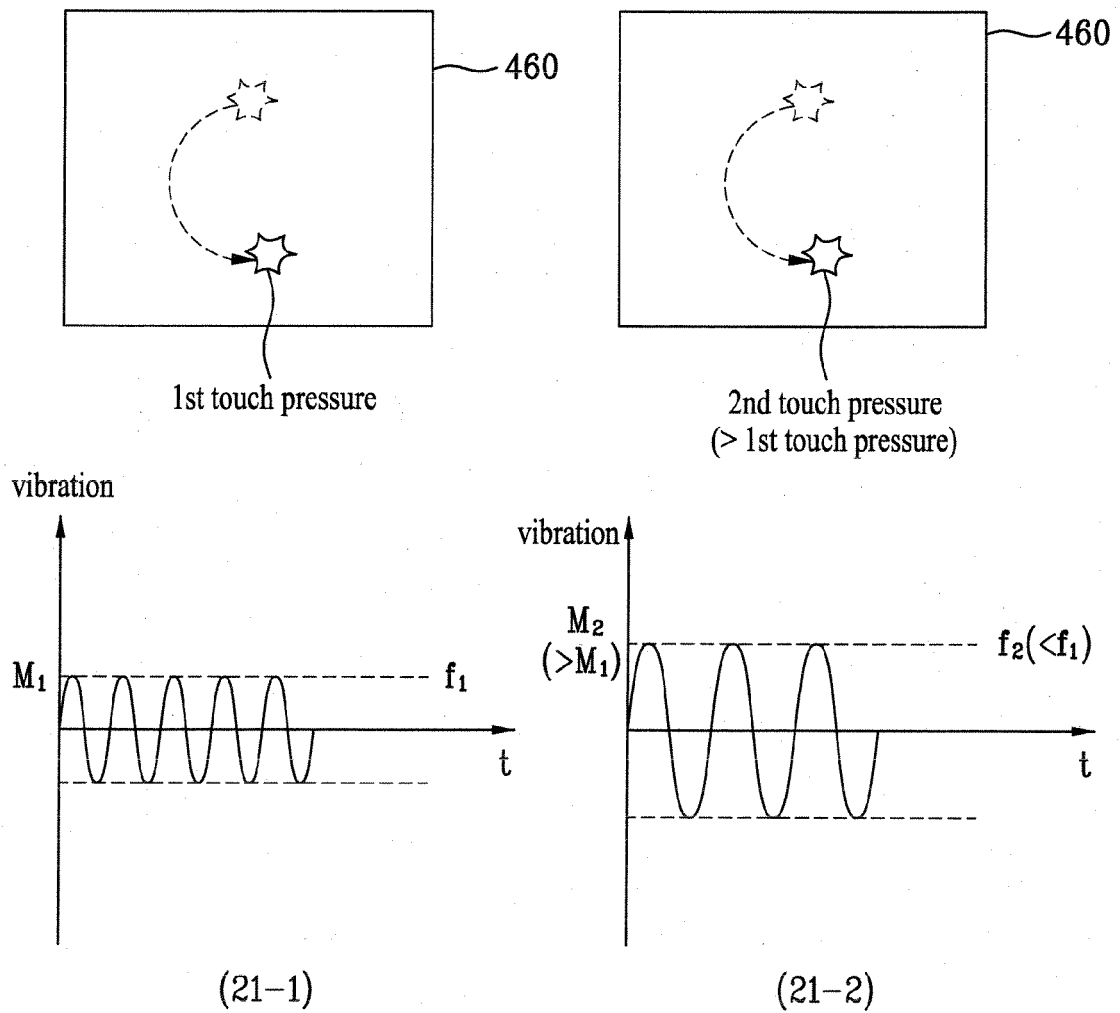 460
460
1st touch pressure
2nd touch pressure
(> 1st touch pressure)
vibration
M₁
f₁
t
(21-1)
vibration
M₂
(>M₁)
f₂(<f₁)
t
(21-2)